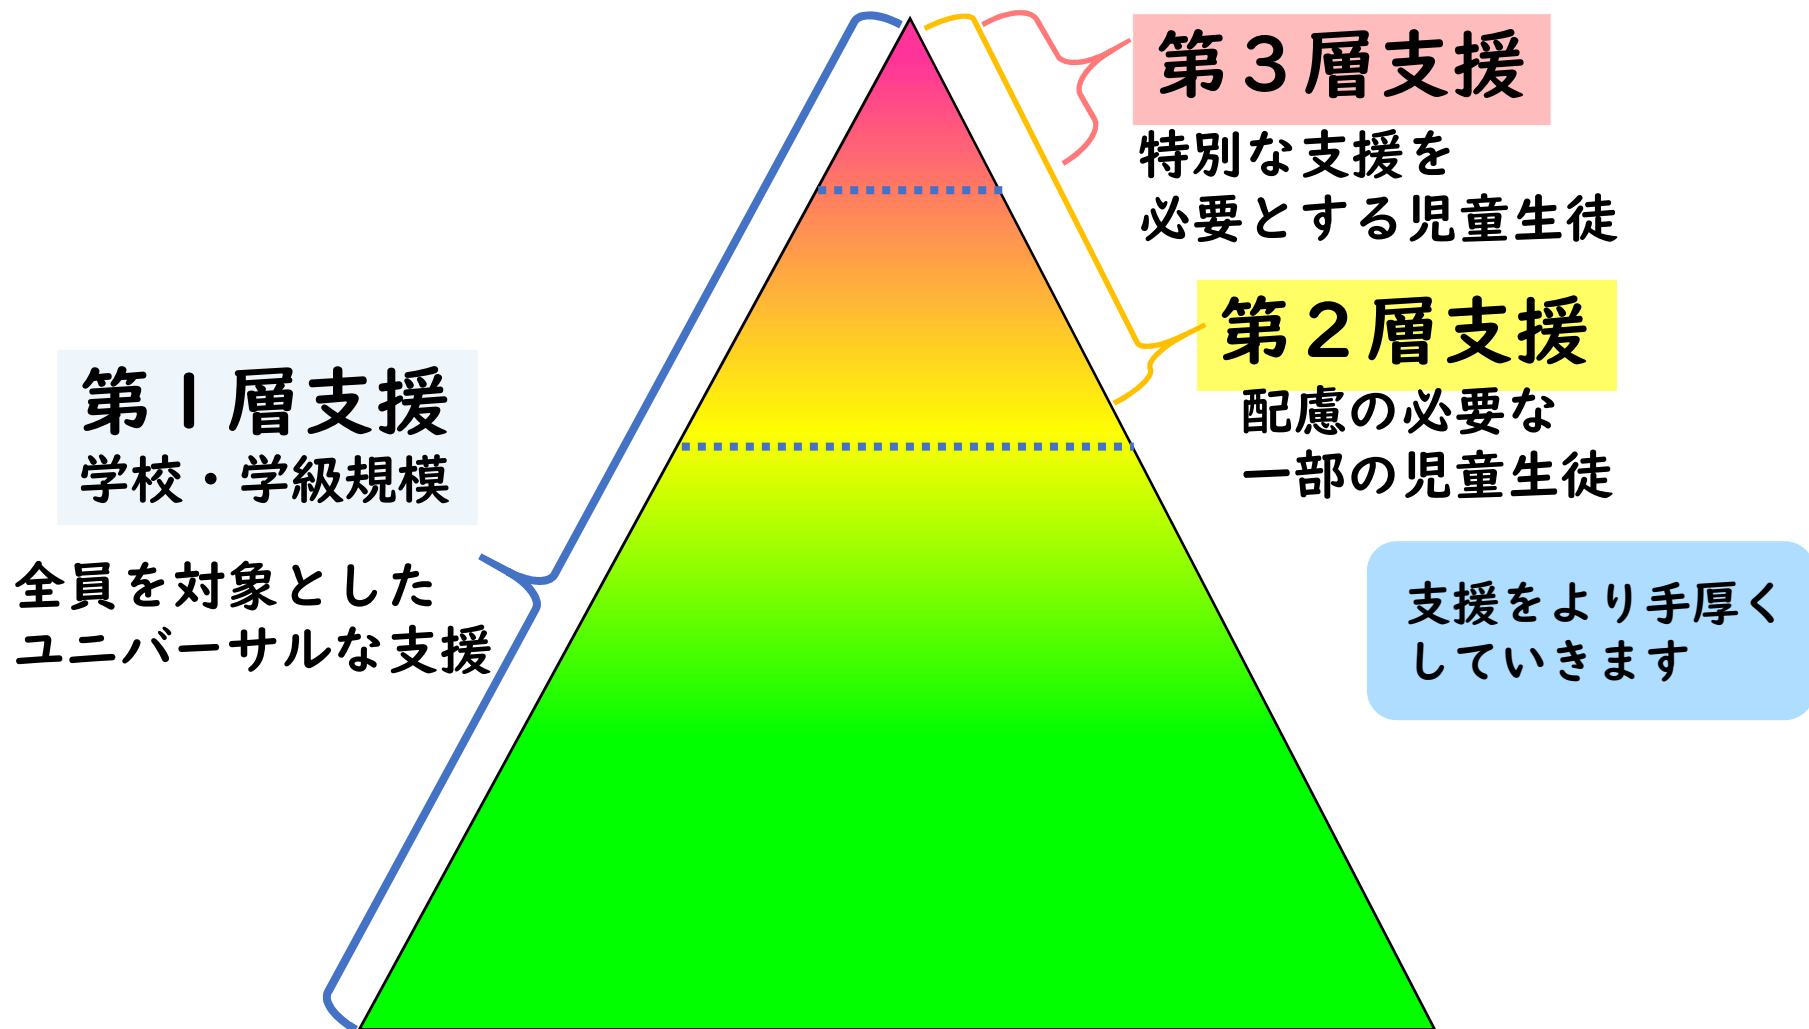 第３層支援
特別な支援を
必要とする児童生徒
第２層支援
配慮の必要な
一部の児童生徒
第１層支援
学校・学級規模
全員を対象とした
ユニバーサルな支援
支援をより手厚く
していきます